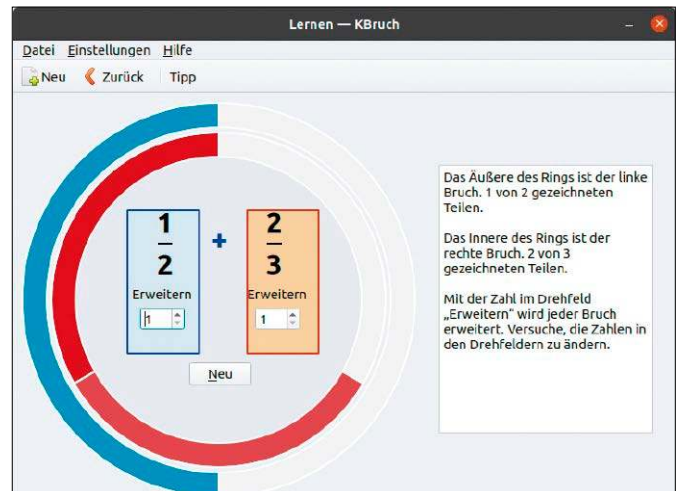 Lernen — KBruch
Datei Einstellungen Hilfe
Neu Zurück Tipp
1
2
+
2
3
Erweitern
Erweitern
1
1
Neu
Das Äußere des Rings ist der linke
Bruch. 1 von 2 gezeichneten
Teilen.
Das Innere des Rings ist der
rechte Bruch. 2 von 3
gezeichneten Teilen.
Mit der Zahl im Drehfeld
„Erweitern“ wird jeder Bruch
erweitert. Versuche, die Zahlen in
den Drehfeldern zu ändern.